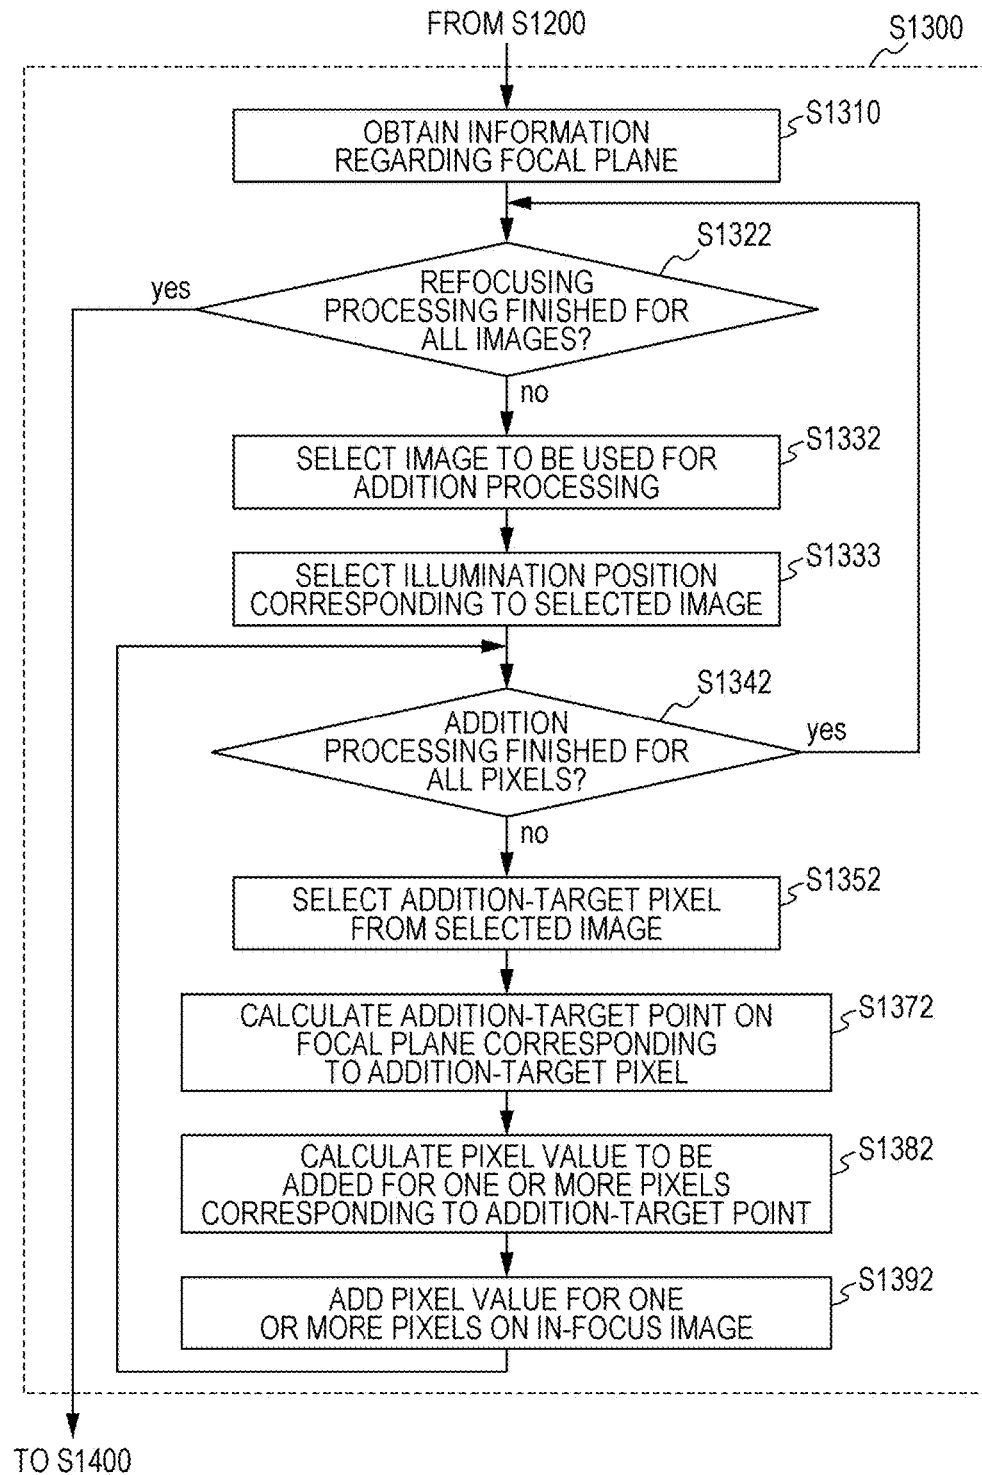 FROM S1200
S1300
S1310
OBTAIN INFORMATION
REGARDING FOCAL PLANE
S1322
yes
REFOCUSING
PROCESSING FINISHED FOR
ALL IMAGES?
no
S1332
SELECT IMAGE TO BE USED FOR
ADDITION PROCESSING
S1333
SELECT ILLUMINATION POSITION
CORRESPONDING TO SELECTED IMAGE
S1342
ADDITION
PROCESSING FINISHED FOR
ALL PIXELS?
yes
no
S1352
SELECT ADDITION-TARGET PIXEL
FROM SELECTED IMAGE
S1372
CALCULATE ADDITION-TARGET POINT ON
FOCAL PLANE CORRESPONDING
TO ADDITION-TARGET PIXEL
S1382
CALCULATE PIXEL VALUE TO BE
ADDED FOR ONE OR MORE PIXELS
CORRESPONDING TO ADDITION-TARGET POINT
S1392
ADD PIXEL VALUE FOR ONE
OR MORE PIXELS ON IN-FOCUS IMAGE
TO S1400